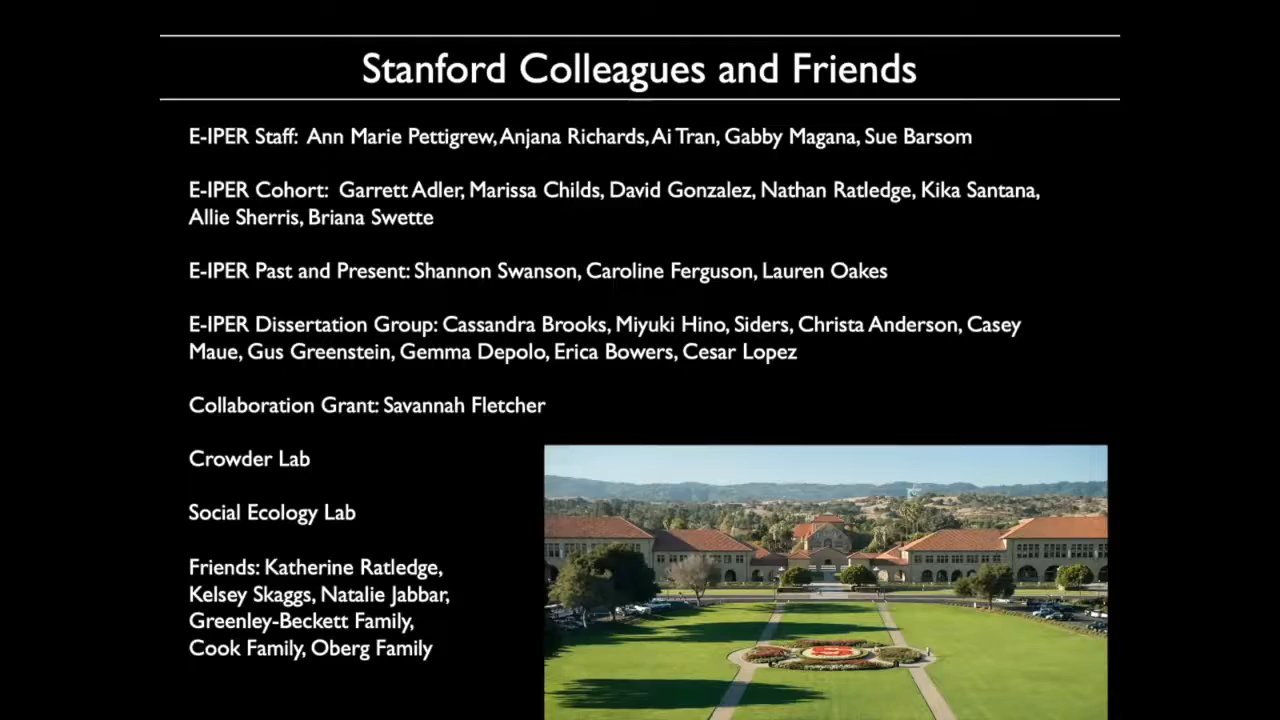 Stanford Colleagues and Friends
E-IPER Staff: Ann Marie Pettigrew, Anjana Richards, Ai Tran, Gabby Magana, Sue Barsom
E-IPER Cohort: Garrett Adler, Marissa Childs, David Gonzalez, Nathan Ratledge, Kika Santana,
Allie Sherris, Briana Swette
E-IPER Past and Present: Shannon Swanson, Caroline Ferguson, Lauren Oakes
E-IPER Dissertation Group: Cassandra Brooks, Miyuki Hino, Siders, Christa Anderson, Casey
Maue, Gus Greenstein, Gemma Depolo, Erica Bowers, Cesar Lopez
Collaboration Grant: Savannah Fletcher
Crowder Lab
Social Ecology Lab
Friends: Katherine Ratledge,
Kelsey Skaggs, Natalie Jabbar,
Greenley-Beckett Family,
Cook Family, Oberg Family
S